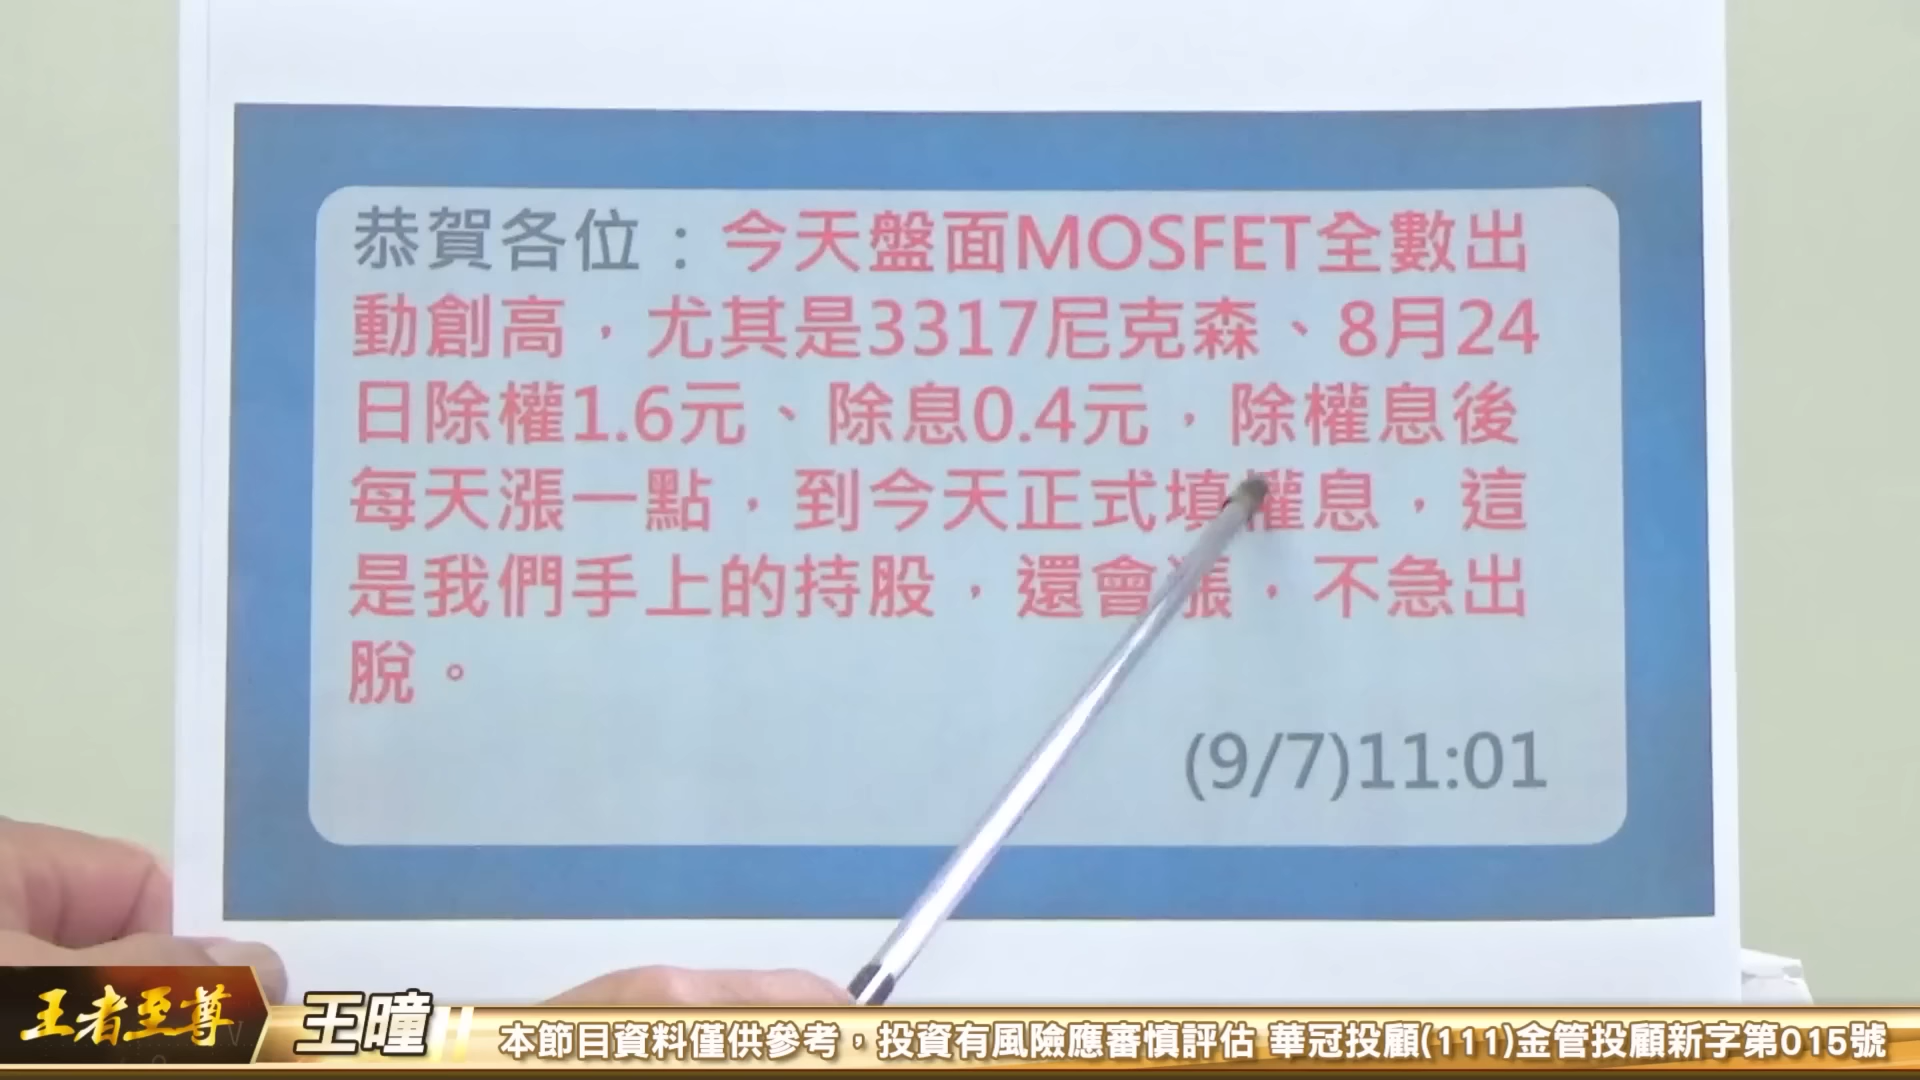 恭賀各位：今天盤面MOSFET全數出
動創高，尤其是3317尼克森、8月24
日除權1.6元、除息0.4元，除權息後
每天漲一點，到今天正式填權息，這
是我們手上的持股，還會漲，不急出
脫。
(9/7)11:01
王者至尊
王曈
本節目資料僅供參考，投資有風險應審慎評估 華冠投顧(111)金管投顧新字第015號